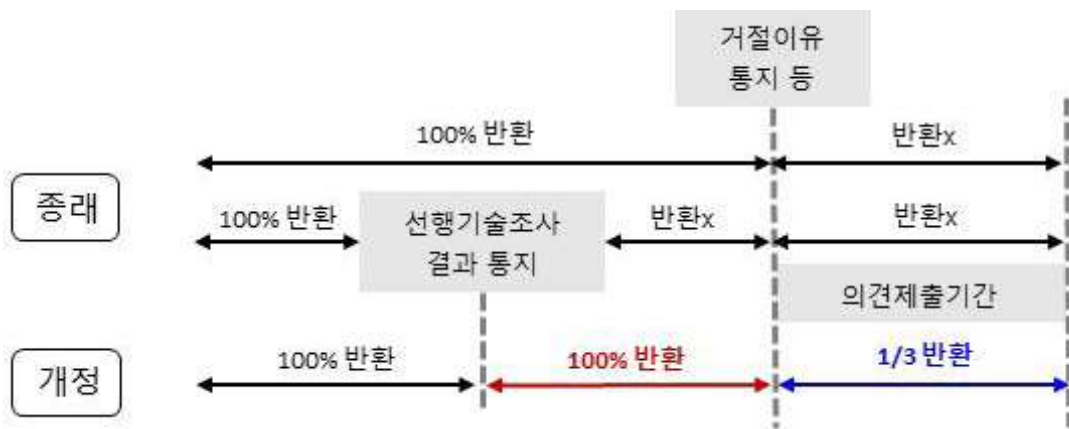 거절이유
통지 등
100% 반환
반환x
종래
100% 반환
선행기술조사
결과 통지
반환x
반환x
의견제출기간
개정
100% 반환
100% 반환
1/3 반환